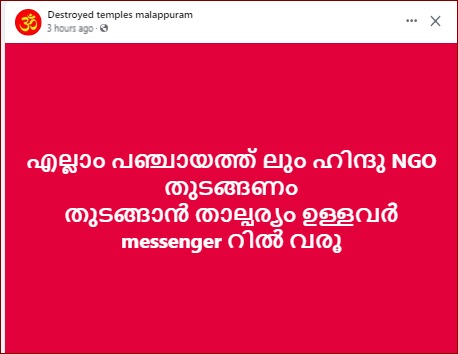 Destroyed temples malappuram
3 hours ago ·
എല്ലാം പഞ്ചായത്ത് ലും ഹിന്ദു NGO
തുടങ്ങണം
തുടങ്ങാൻ താല്പര്യം ഉള്ളവർ
messenger റിൽ വരൂ